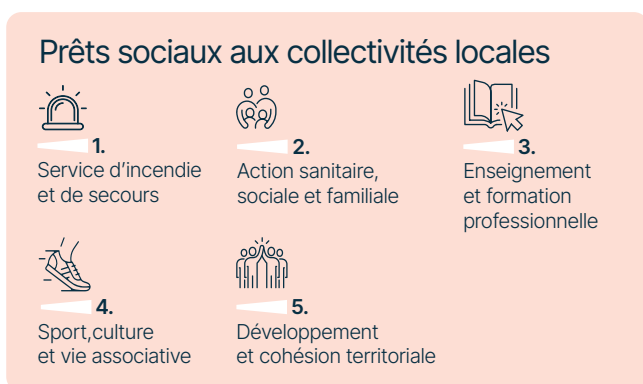 Prêts sociaux aux collectivités locales
1.
Service d'incendie
et de secours
2.
Action sanitaire,
sociale et familiale
3.
Enseignement
et formation
professionnelle
4.
Sport,culture
et vie associative
5.
Développement
et cohésion territoriale